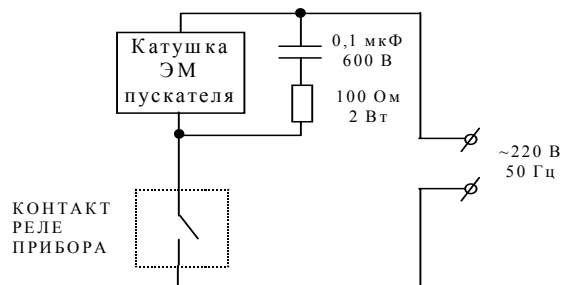 Катушка
ЭМ
пускателя
0,1 мкФ
600 В
100 Ом
2 Вт
~220 В
50 Гц
КОНТАКТ
РЕЛЕ
ПРИБОРА